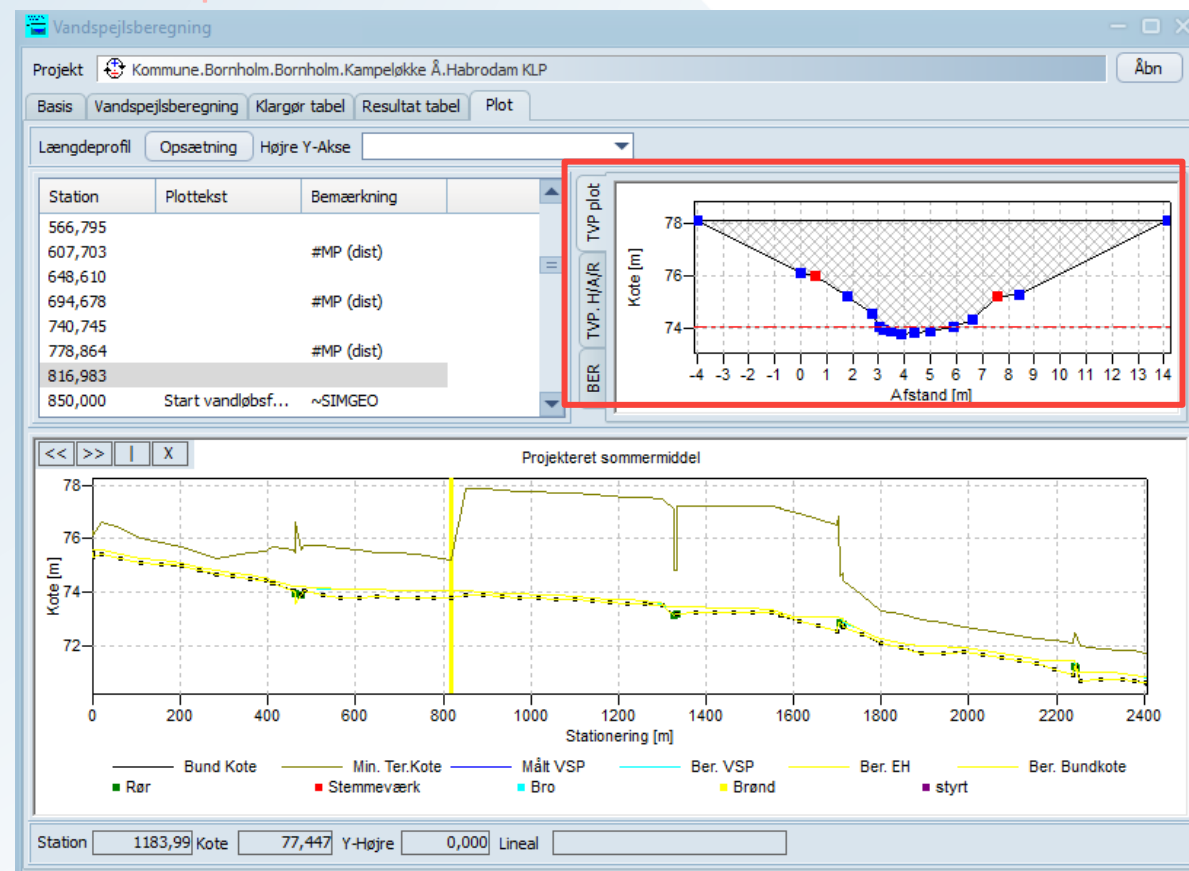 Vandspejlsberegning
Projekt Kommune.Bornholm.Bornholm.Kampeløkke Å.Habrodam KLP Åbn
Basis Vandspejlsberegning Klargør tabel Resultat tabel Plot
Længdeprofil Opsætning Højre Y-Akse
Station Plottekst Bemærkning
566,795
607,703 #MP (dist)
648,610
694,678 #MP (dist)
740,745
778,864 #MP (dist)
816,983
850,000 Start vandløbsf... ~SIMGEO
TVP plot
TVP. H/A/R
BER
Kote [m]
78
76
74
-4 -3 -2 -1 0 1 2 3 4 5 6 7 8 9 10 11 12 13 14
Afstand [m]
<< >> | X
Projekteret sommermiddel
Kote [m]
78
76
74
72
0 200 400 600 800 1000 1200 1400 1600 1800 2000 2200 2400
Stationering [m]
Bund Kote Min. Ter.Kote Målt VSP Ber. VSP Ber. EH Ber. Bundkote
Rør Stemmeværk Bro Brønd styrt
Station 1183,99 Kote 77,447 Y-Højre 0,000 Lineal